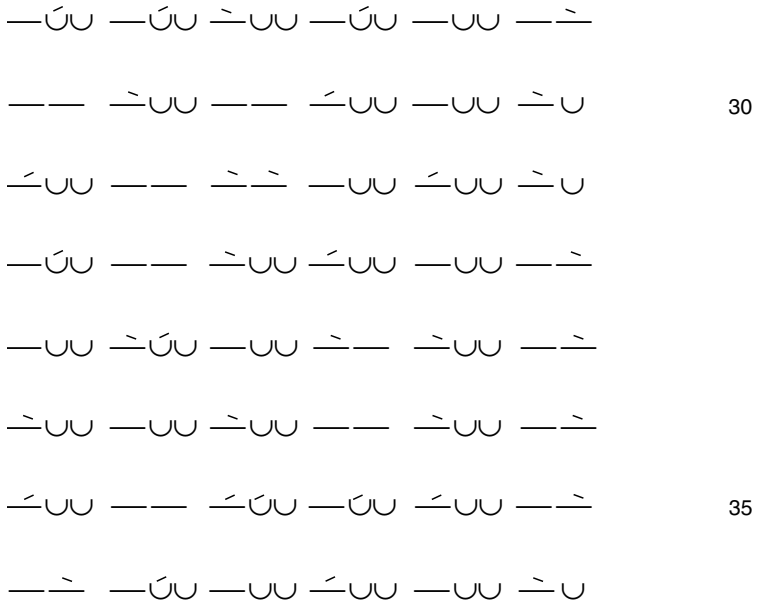 —∪́∪ —∪́∪ —̀∪∪ —∪́∪ —∪∪ ——̀
—— —̀∪∪ —— —́∪∪ —∪∪ —̀∪ 30
—́∪∪ —— —̀—̀ —∪∪ —́∪∪ —̀∪
—∪́∪ —— —̀∪∪ —́∪∪ —∪∪ ——̀
—∪∪ —̀∪́∪ —∪∪ —̀— —̀∪∪ ——̀
—̀∪∪ —∪∪ —̀∪∪ —— —̀∪∪ ——̀
—́∪∪ —— —́∪́∪ —∪́∪ —́∪∪ ——̀ 35
——̀ —∪́∪ —∪∪ —́∪∪ —∪∪ —̀∪